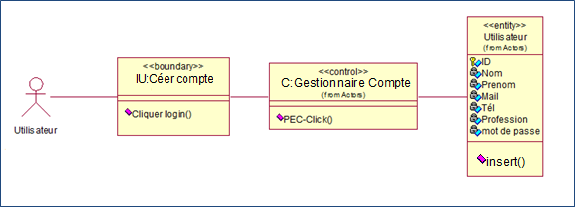 Utilisateur
<<boundary>>
IU:Céer compte
Cliquer login()
<<control>>
C:Gestionnaire Compte
(from Actors)
PEC-Click()
<<entity>>
Utilisateur
(from Actors)
ID
Nom
Prenom
Mail
Tél
Profession
mot de passe
insert()